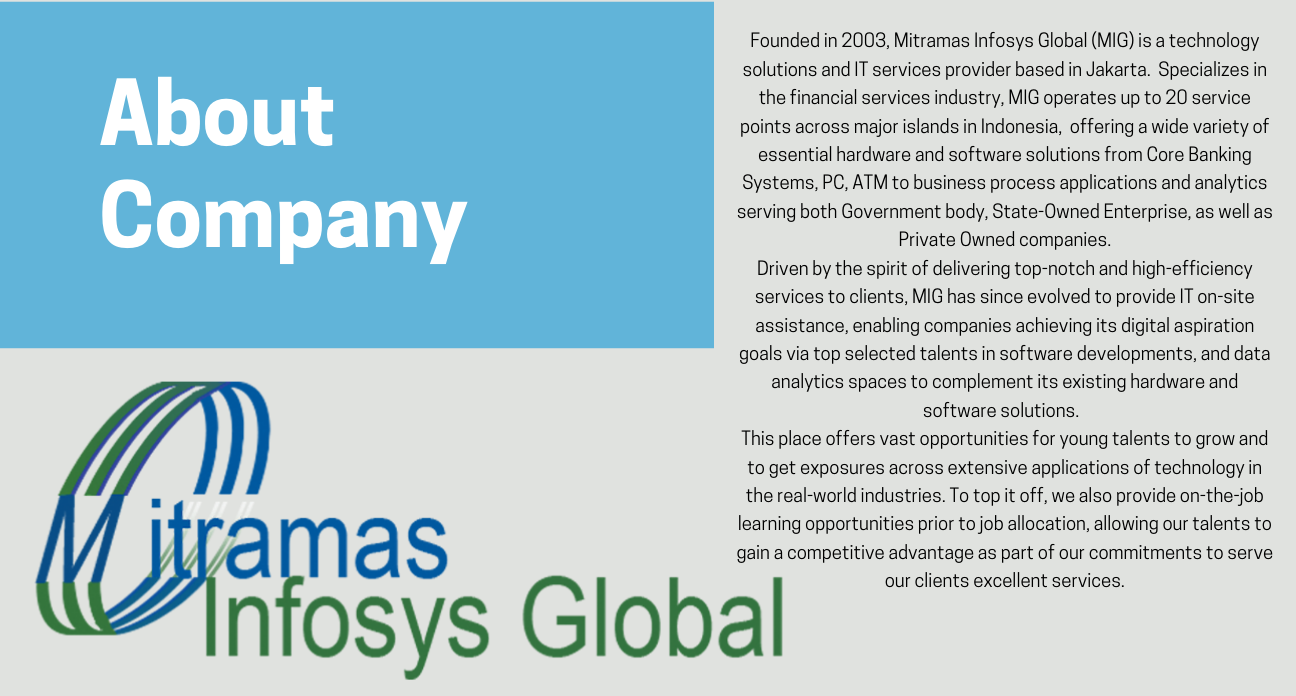 About
Company
Founded in 2003, Mitramas Infosys Global (MIG) is a technology
solutions and IT services provider based in Jakarta.  Specializes in
the financial services industry, MIG operates up to 20 service
points across major islands in Indonesia,  offering a wide variety of
essential hardware and software solutions from Core Banking
Systems, PC, ATM to business process applications and analytics
serving both Government body, State-Owned Enterprise, as well as
Private Owned companies.
Driven by the spirit of delivering top-notch and high-efficiency
services to clients, MIG has since evolved to provide IT on-site
assistance, enabling companies achieving its digital aspiration
goals via top selected talents in software developments, and data
analytics spaces to complement its existing hardware and
software solutions.
This place offers vast opportunities for young talents to grow and
to get exposures across extensive applications of technology in
the real-world industries. To top it off, we also provide on-the-job
learning opportunities prior to job allocation, allowing our talents to
gain a competitive advantage as part of our commitments to serve
our clients excellent services.
Mitramas
Infosys Global